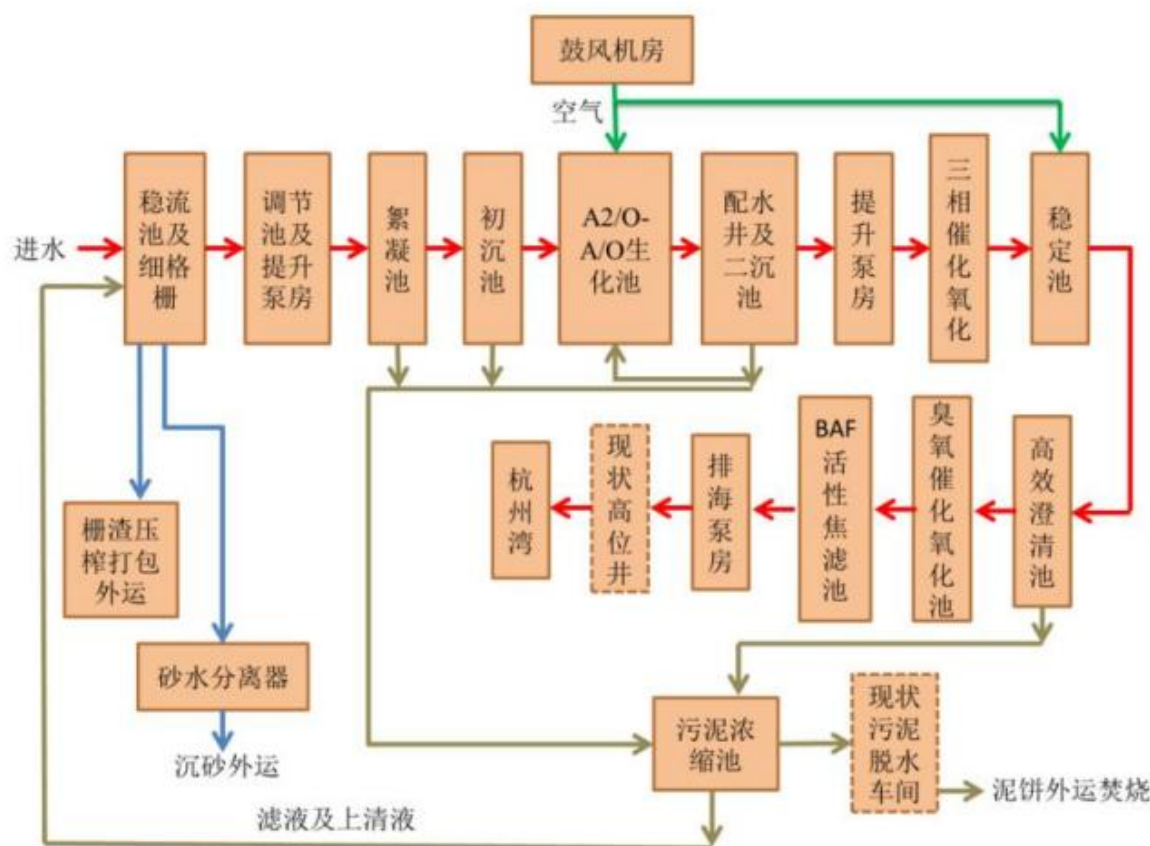 鼓风机房
空气
进水
稳流
池及
细格
栅
调节
池及
提升
泵房
絮
凝
池
初
沉
池
A2/O-
A/O生
化池
配水
井及
二沉
池
提
升
泵
房
三
相
催
化
氧
化
稳
定
池
杭
州
湾
现
状
高
位
井
排
海
泵
房
BAF
活
性
焦
滤
池
臭
氧
催
化
氧
化
池
高
效
澄
清
池
栅渣压
榨打包
外运
砂水分离器
沉砂外运
污泥浓
缩池
现状
污泥
脱水
车间
泥饼外运焚烧
滤液及上清液